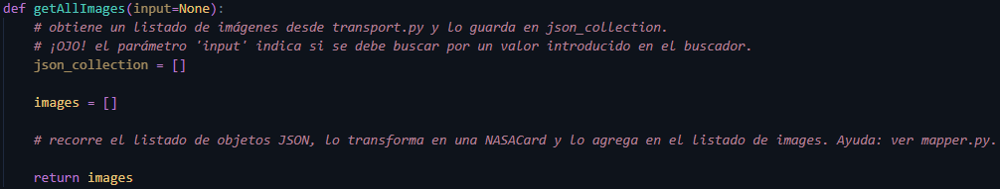 def getAllImages(input=None):
# obtiene un listado de imágenes desde transport.py y lo guarda en json_collection.
# ¡OJO! el parámetro 'input' indica si se debe buscar por un valor introducido en el buscador.
json_collection = []
images = []
# recorre el listado de objetos JSON, lo transforma en una NASACard y lo agrega en el listado de images. Ayuda: ver mapper.py.
return images